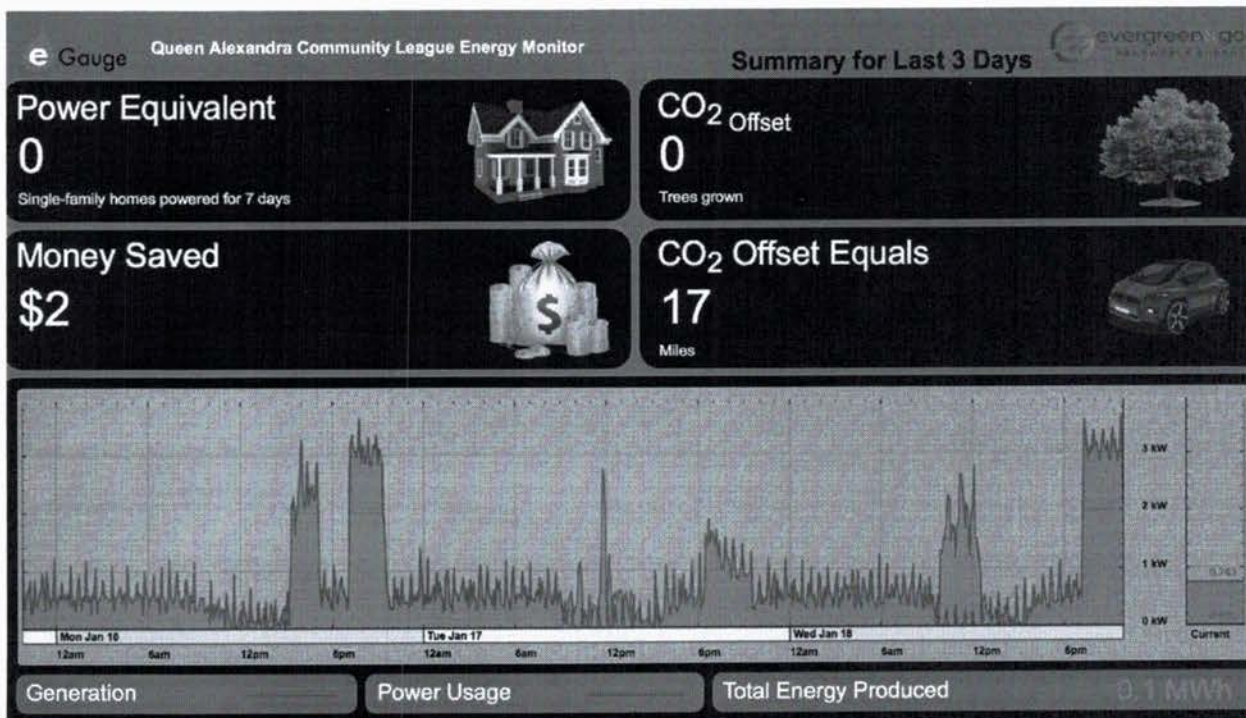 e Gauge
Queen Alexandra Community League Energy Monitor
Summary for Last 3 Days
evergreen
Power Equivalent
0
Single-family homes powered for 7 days
CO2 Offset
0
Trees grown
Money Saved
$2
$
CO2 Offset Equals
17
Miles
3 kW
2 kW
1 kW
0.743
0 kW
Current
Mon Jan 16
Tue Jan 17
Wed Jan 18
12am 6am 12pm 6pm 12am 6am 12pm 6pm 12am 6am 12pm 6pm
Generation
Power Usage
Total Energy Produced
0.1 MWh